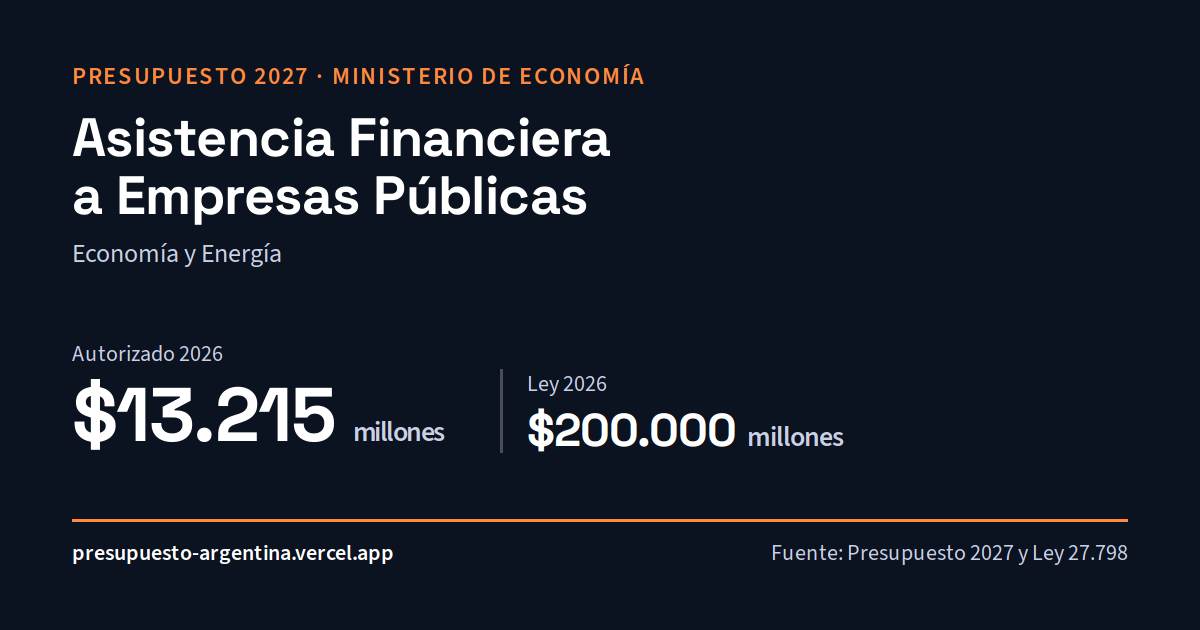 PRESUPUESTO 2027 · MINISTERIO DE ECONOMÍA
Asistencia Financiera
a Empresas Públicas
Economía y Energía
Autorizado 2026
$13.215 millones
Ley 2026
$200.000 millones
presupuesto-argentina.vercel.app
Fuente: Presupuesto 2027 y Ley 27.798